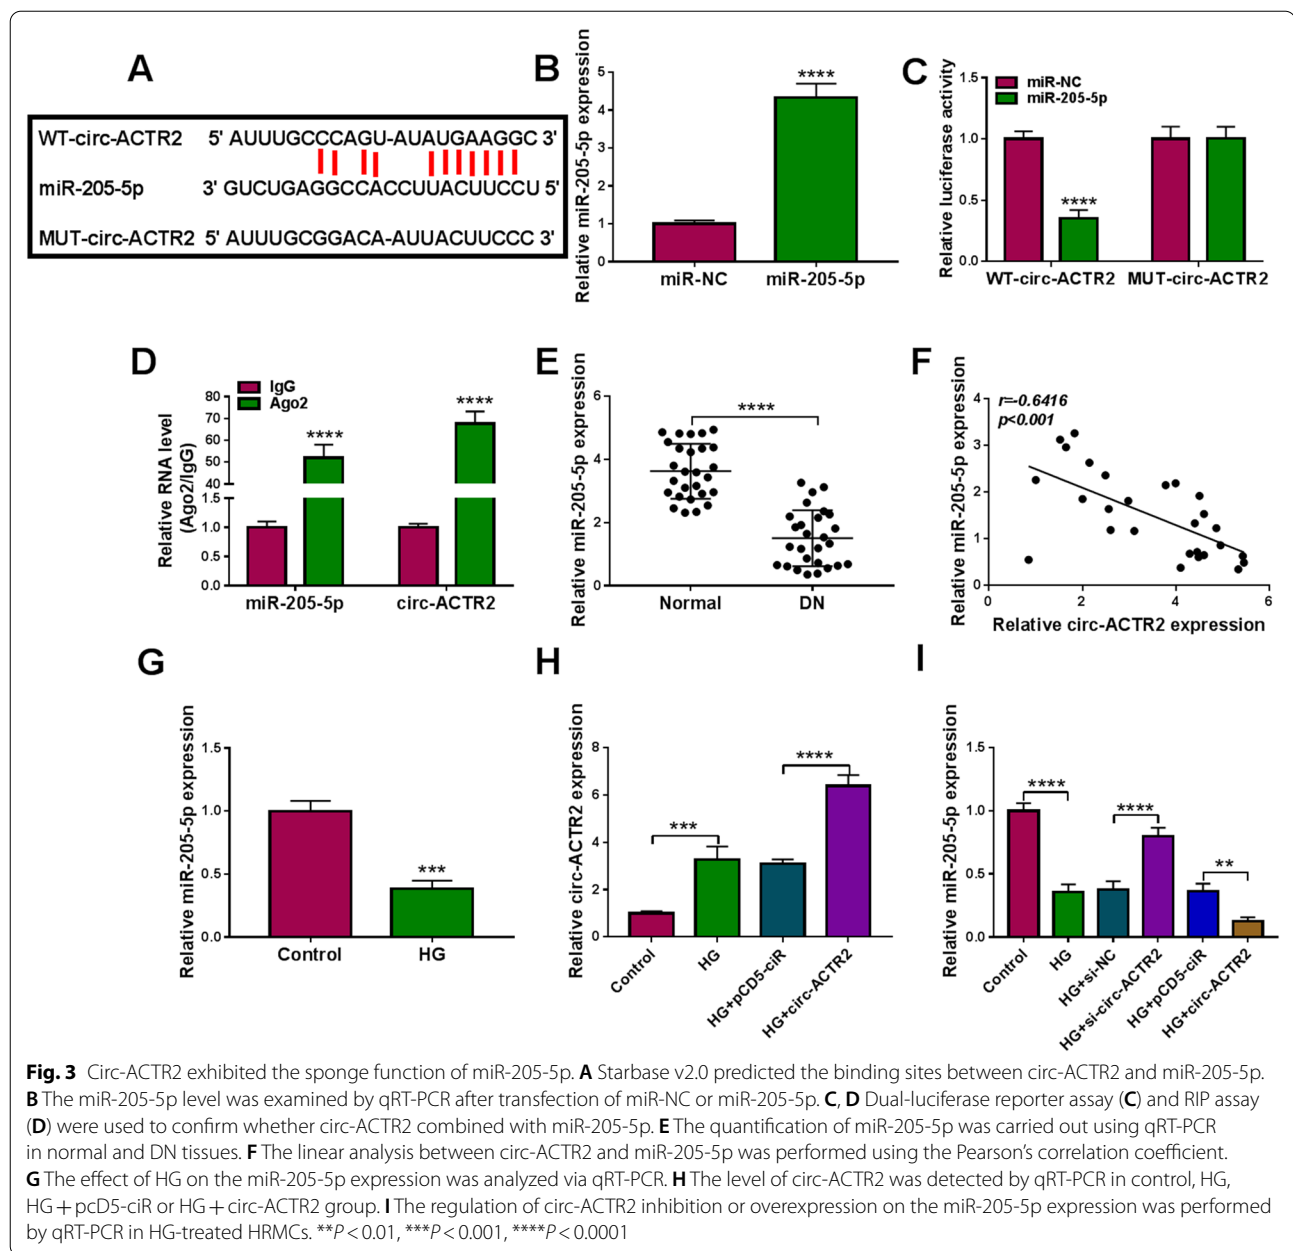 A
WT-circ-ACTR2 5' AUUUGCCCAGU-AUAUGAAGGC 3'
miR-205-5p 3' GUCUGAGGCCACCUUACUUCCU 5'
MUT-circ-ACTR2 5' AUUUGCGGACA-AUUACUUCCC 3'
B
Relative miR-205-5p expression
5
4
3
2
1
0
****
miR-NC miR-205-5p
C
Relative luciferase activity
1.5
1.0
0.5
0.0
miR-NC
miR-205-5p
****
WT-circ-ACTR2 MUT-circ-ACTR2
D
Relative RNA level
(Ago2/IgG)
80
70
60
50
40
1.5
1.0
0.5
0.0
IgG
Ago2
****
****
miR-205-5p circ-ACTR2
E
Relative miR-205-5p expression
6
4
2
0
****
Normal DN
F
Relative miR-205-5p expression
4
3
2
1
0
r=-0.6416
p<0.001
0 2 4 6
Relative circ-ACTR2 expression
G
Relative miR-205-5p expression
1.5
1.0
0.5
0.0
***
Control HG
H
Relative circ-ACTR2 expression
8
6
4
2
0
***
****
Control
HG
HG+pCD5-ciR
HG+circ-ACTR2
I
Relative miR-205-5p expression
1.5
1.0
0.5
0.0
****
****
**
Control
HG
HG+si-NC
HG+si-circ-ACTR2
HG+pCD5-ciR
HG+circ-ACTR2
Fig. 3 Circ-ACTR2 exhibited the sponge function of miR-205-5p. A Starbase v2.0 predicted the binding sites between circ-ACTR2 and miR-205-5p.
B The miR-205-5p level was examined by qRT-PCR after transfection of miR-NC or miR-205-5p. C, D Dual-luciferase reporter assay (C) and RIP assay
(D) were used to confirm whether circ-ACTR2 combined with miR-205-5p. E The quantification of miR-205-5p was carried out using qRT-PCR
in normal and DN tissues. F The linear analysis between circ-ACTR2 and miR-205-5p was performed using the Pearson's correlation coefficient.
G The effect of HG on the miR-205-5p expression was analyzed via qRT-PCR. H The level of circ-ACTR2 was detected by qRT-PCR in control, HG,
HG + pcD5-ciR or HG + circ-ACTR2 group. I The regulation of circ-ACTR2 inhibition or overexpression on the miR-205-5p expression was performed
by qRT-PCR in HG-treated HRMCs. **P < 0.01, ***P < 0.001, ****P < 0.0001